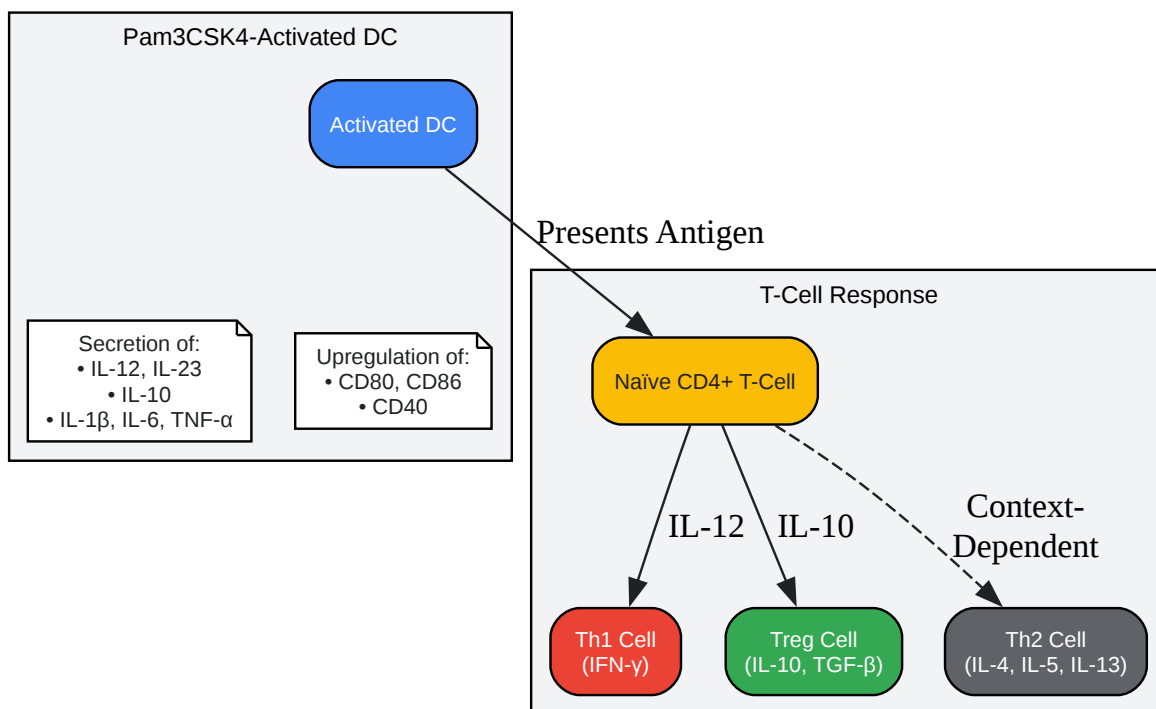 Pam3CSK4-Activated DC
Activated DC
Presents Antigen
Secretion of:
• IL-12, IL-23
• IL-10
• IL-1β, IL-6, TNF-α
Upregulation of:
• CD80, CD86
• CD40
T-Cell Response
Naïve CD4+ T-Cell
IL-12
IL-10
Context-
Dependent
Th1 Cell
(IFN-γ)
Treg Cell
(IL-10, TGF-β)
Th2 Cell
(IL-4, IL-5, IL-13)